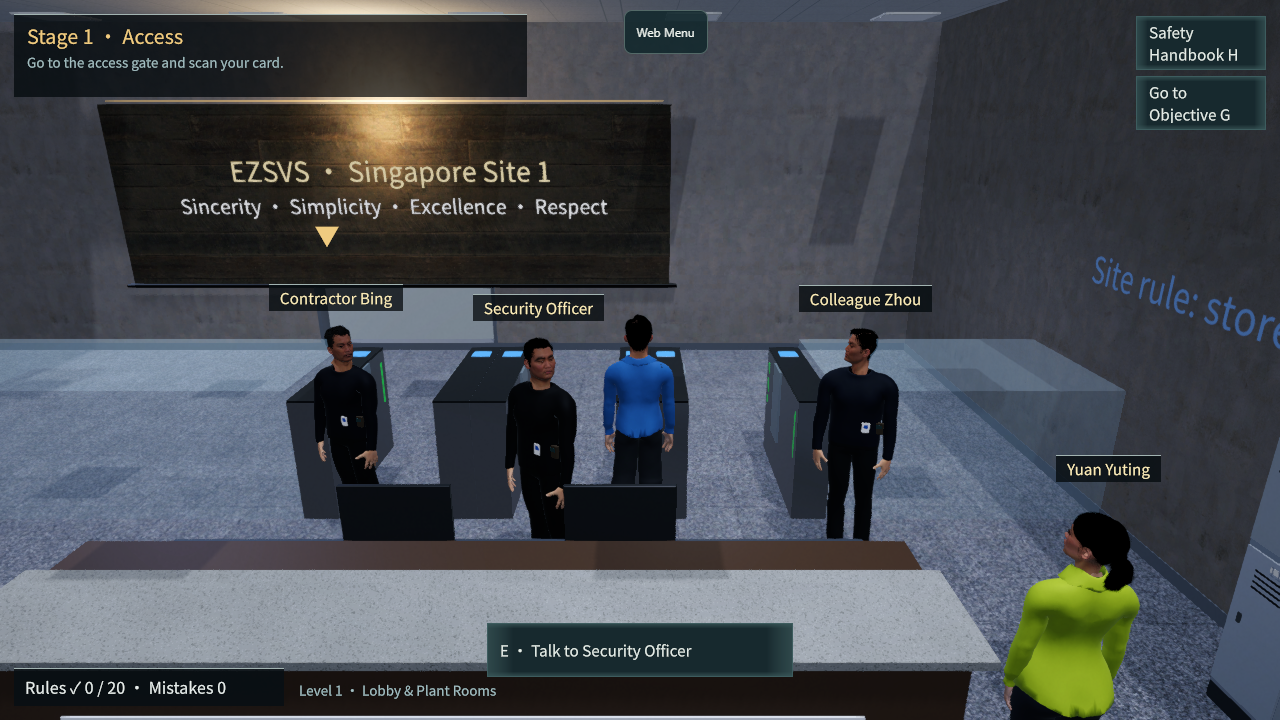 Stage 1 • Access
Go to the access gate and scan your card.
Web Menu
Safety
Handbook H
Go to
Objective G
EZSVS • Singapore Site 1
Sincerity • Simplicity • Excellence • Respect
Site rule:
Contractor Bing
Security Officer
Colleague Zhou
Yuan Yuting
E • Talk to Security Officer
Rules ✓ 0 / 20 • Mistakes 0
Level 1 • Lobby & Plant Rooms